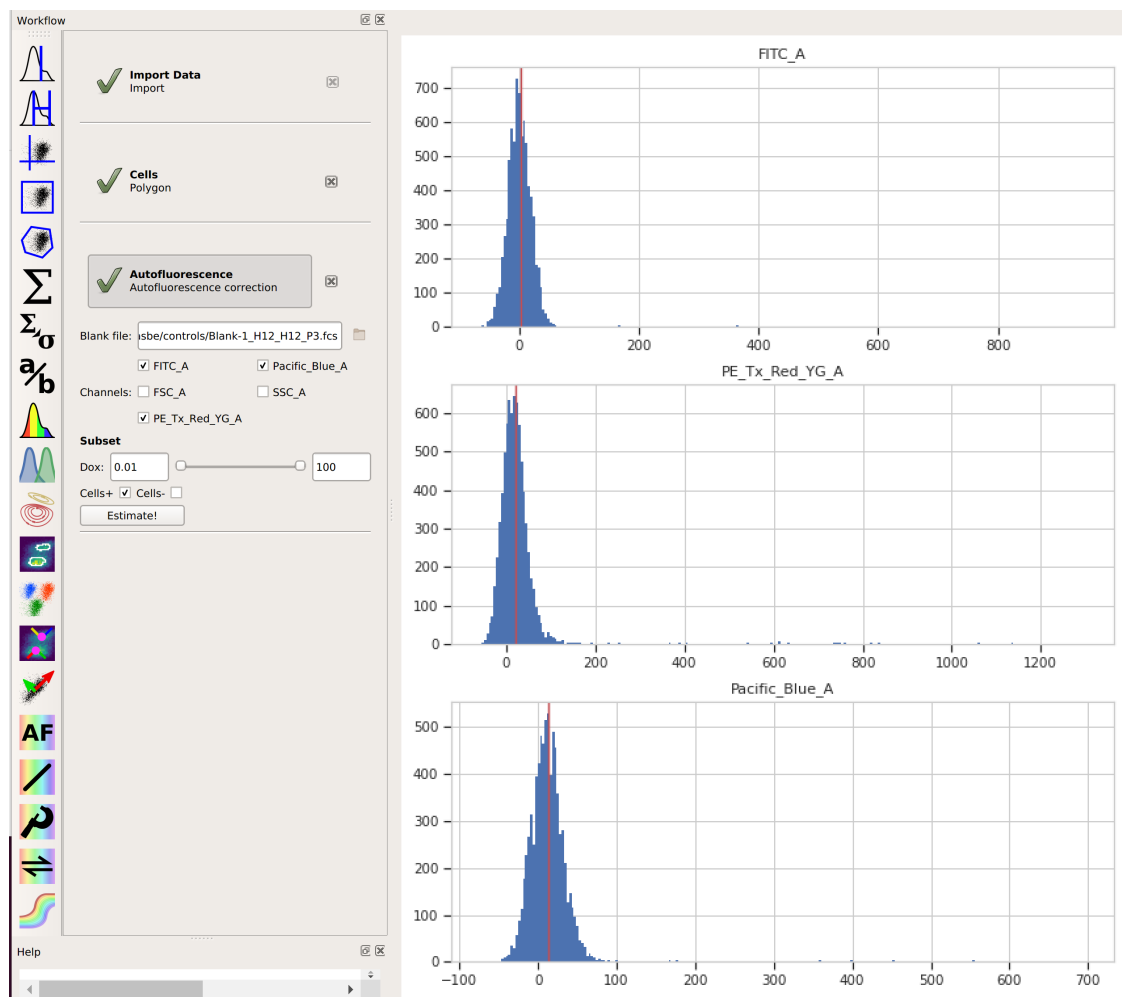 Workflow
Import Data
Import
Cells
Polygon
Autofluorescence
Autofluorescence correction
Blank file: ısbe/controls/Blank-1_H12_H12_P3.fcs
FITC_A Pacific_Blue_A
Channels: FSC_A SSC_A
PE_Tx_Red_YG_A
Subset
Dox: 0.01 100
Cells+ Cells-
Estimate!
Σ
Σ,σ
a/b
AF
Help
FITC_A
700
600
500
400
300
200
100
0
0 200 400 600 800
PE_Tx_Red_YG_A
600
500
400
300
200
100
0
0 200 400 600 800 1000 1200
Pacific_Blue_A
500
400
300
200
100
0
−100 0 100 200 300 400 500 600 700